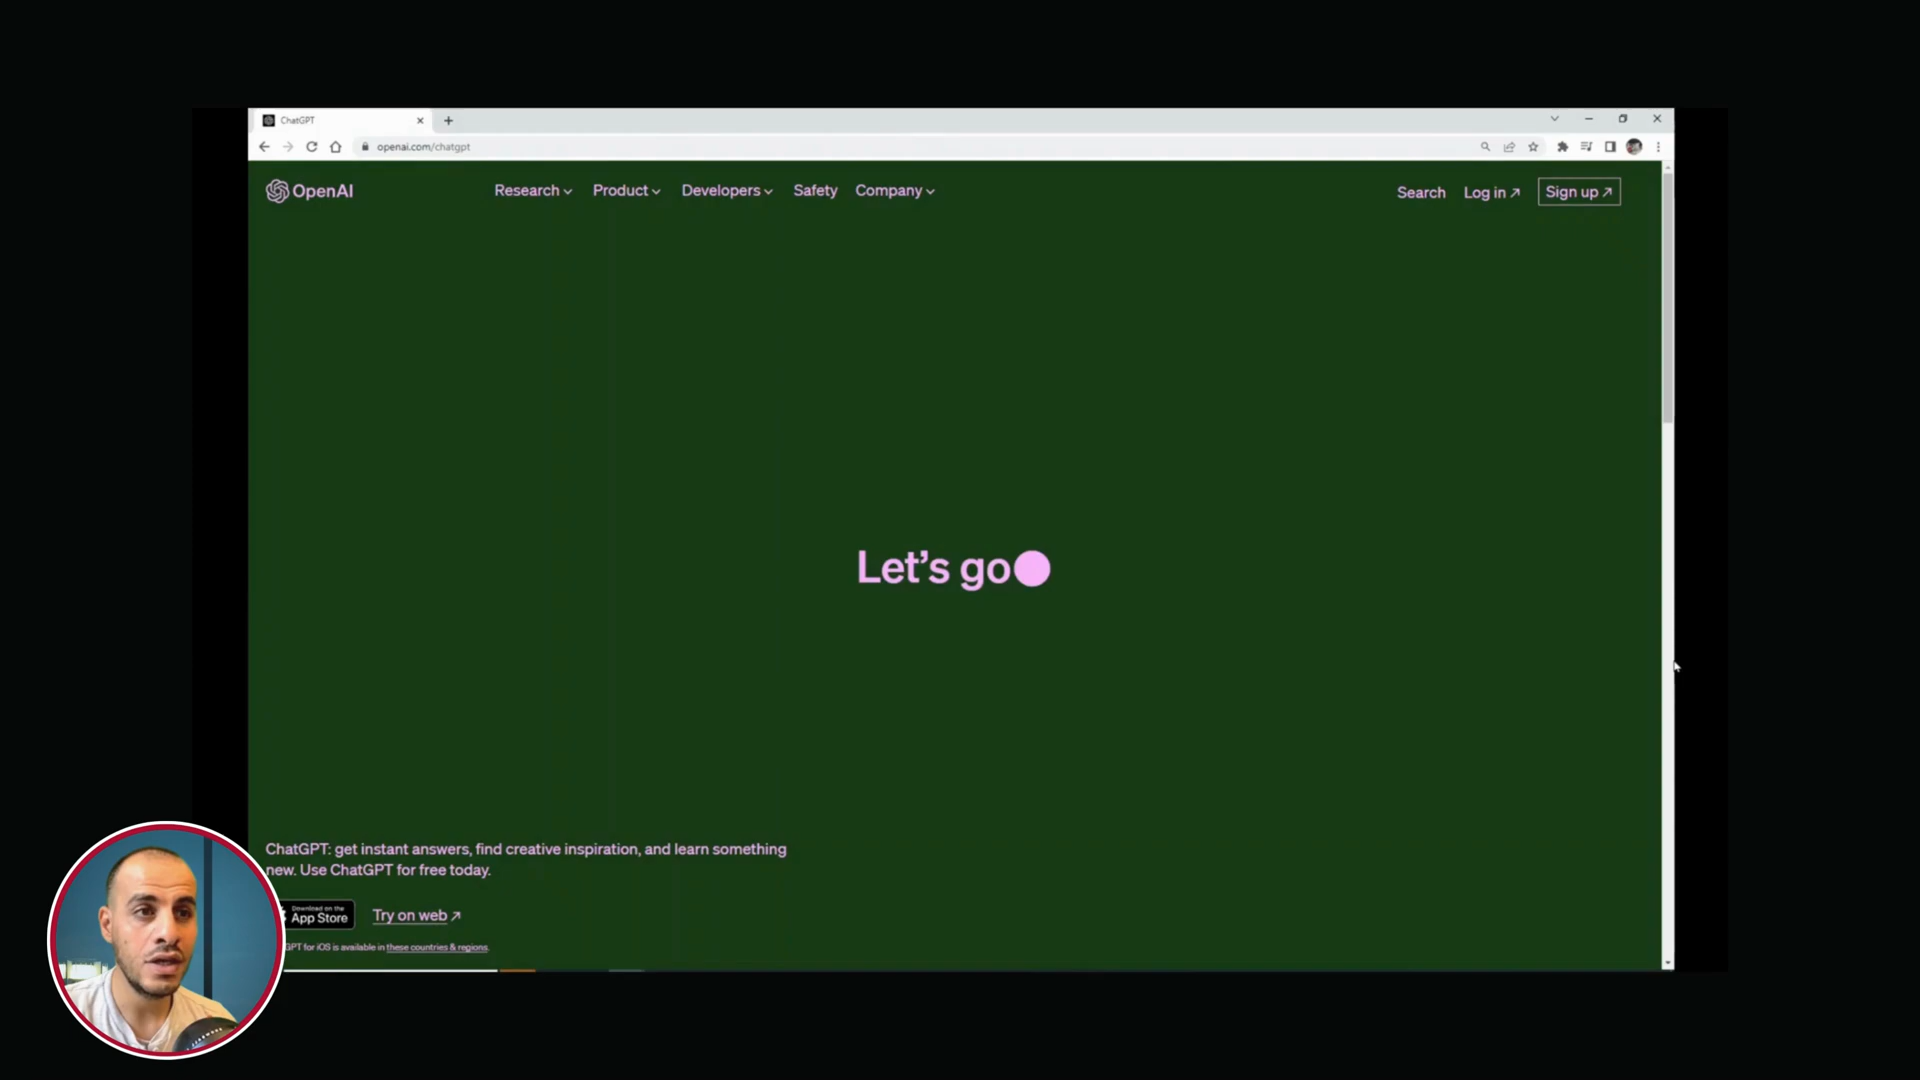 ChatGPT
openai.com/chatgpt
OpenAI
Research
Product
Developers
Safety
Company
Search
Log in
Sign up
Let's go
ChatGPT: get instant answers, find creative inspiration, and learn something
new. Use ChatGPT for free today.
Download on the
App Store
Try on web
GPT for iOS is available in these countries & regions.